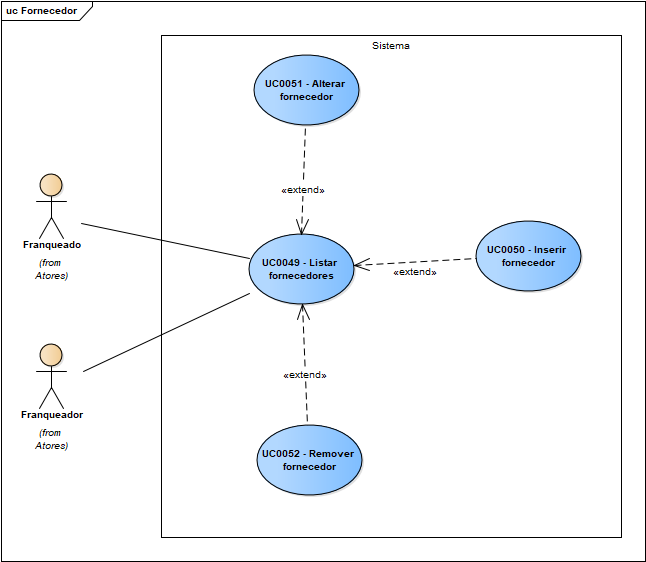 uc Fornecedor
Sistema
UC0051 - Alterar
fornecedor
«extend»
Franqueado
(from
Atores)
UC0049 - Listar
fornecedores
UC0050 - Inserir
fornecedor
«extend»
«extend»
Franqueador
(from
Atores)
UC0052 - Remover
fornecedor